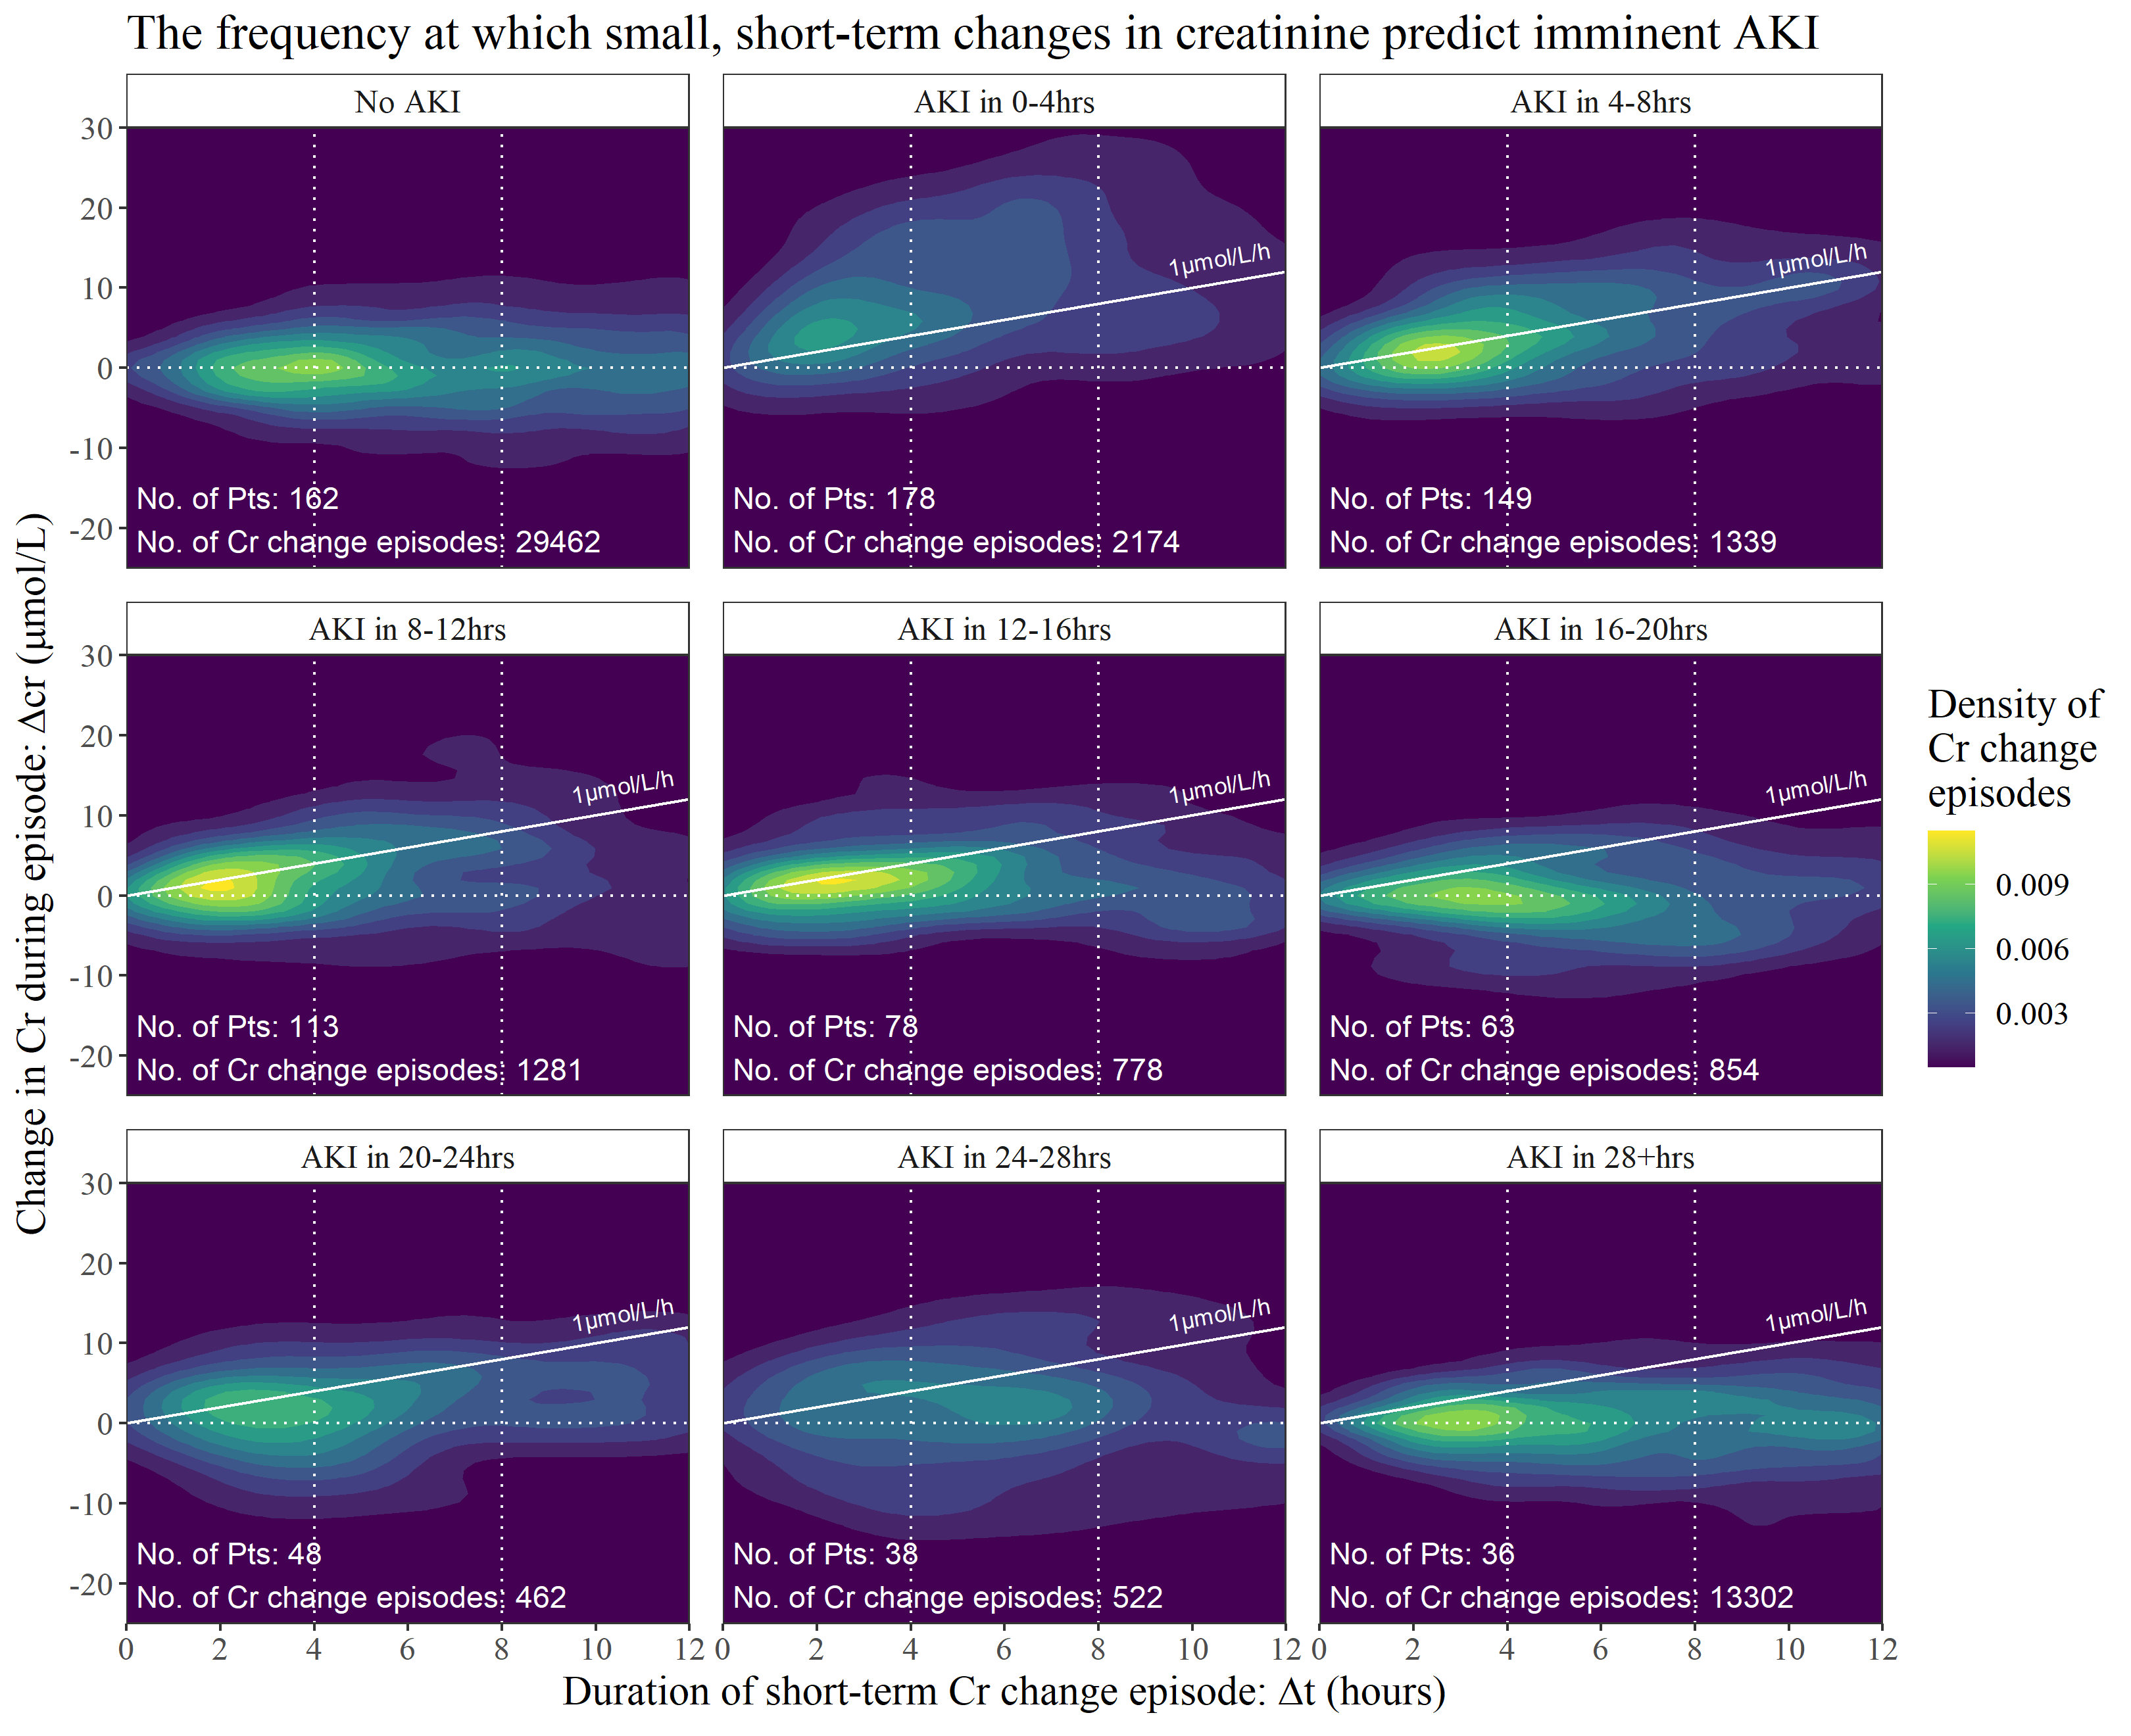 The frequency at which small, short-term changes in creatinine predict imminent AKI
No AKI
AKI in 0-4hrs
AKI in 4-8hrs
30
20
10
0
-10
-20
1µmol/L/h
1µmol/L/h
No. of Pts: 162
No. of Cr change episodes: 29462
No. of Pts: 178
No. of Cr change episodes: 2174
No. of Pts: 149
No. of Cr change episodes: 1339
AKI in 8-12hrs
AKI in 12-16hrs
AKI in 16-20hrs
30
20
10
0
-10
-20
1µmol/L/h
1µmol/L/h
1µmol/L/h
No. of Pts: 113
No. of Cr change episodes: 1281
No. of Pts: 78
No. of Cr change episodes: 778
No. of Pts: 63
No. of Cr change episodes: 854
AKI in 20-24hrs
AKI in 24-28hrs
AKI in 28+hrs
30
20
10
0
-10
-20
1µmol/L/h
1µmol/L/h
1µmol/L/h
No. of Pts: 48
No. of Cr change episodes: 462
No. of Pts: 38
No. of Cr change episodes: 522
No. of Pts: 36
No. of Cr change episodes: 13302
0 2 4 6 8 10 12
0 2 4 6 8 10 12
0 2 4 6 8 10 12
Duration of short-term Cr change episode: Δt (hours)
Change in Cr during episode: Δcr (µmol/L)
Density of
Cr change
episodes
0.009
0.006
0.003